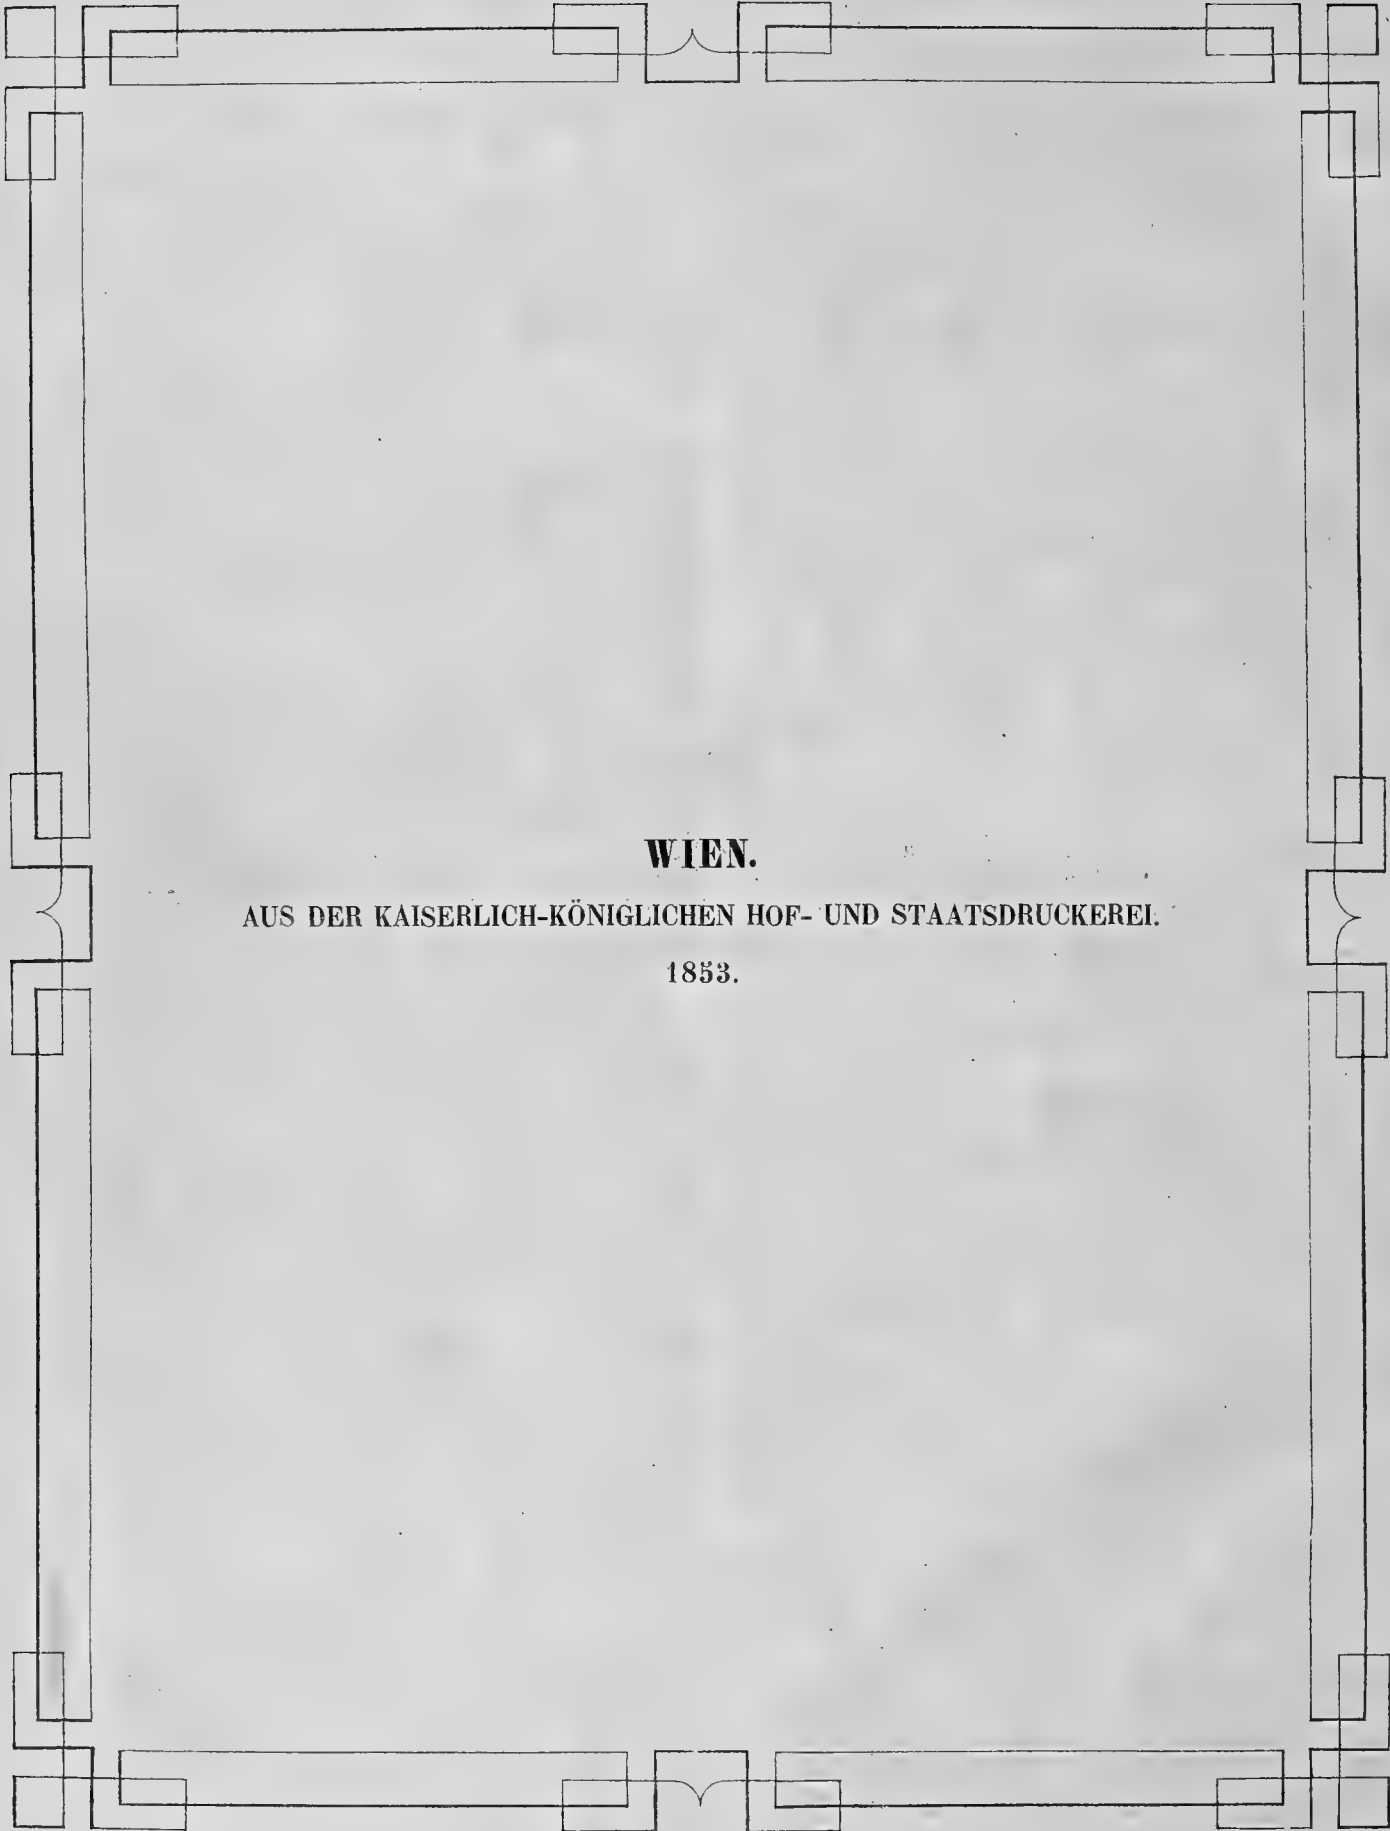 WIEN.
AUS DER KAISERLICH-KÖNIGLICHEN HOF- UND STAATSDRUCKEREI.
1853.